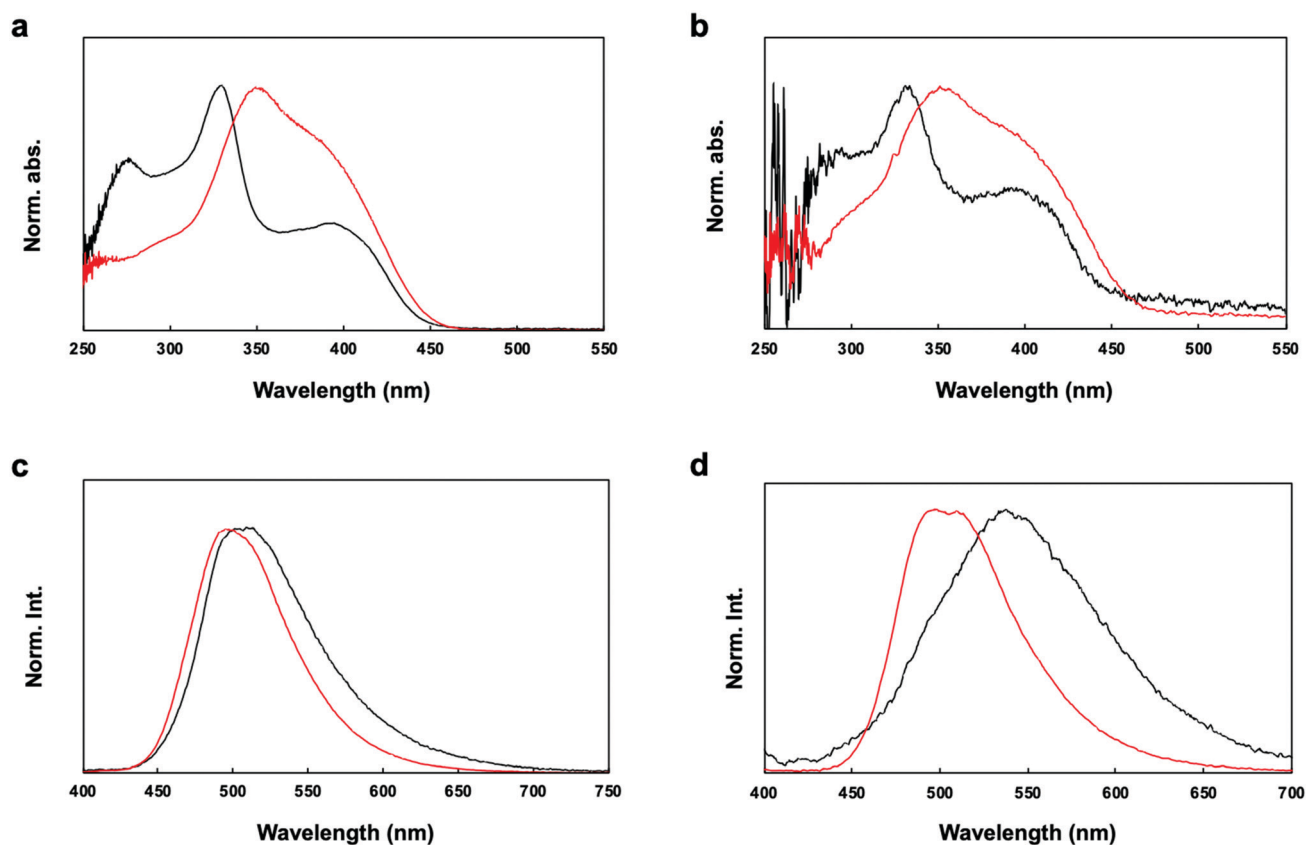 a
Norm. abs.
250 300 350 400 450 500 550
Wavelength (nm)
b
Norm. abs.
250 300 350 400 450 500 550
Wavelength (nm)
c
Norm. Int.
400 450 500 550 600 650 700 750
Wavelength (nm)
d
Norm. Int.
400 450 500 550 600 650 700
Wavelength (nm)